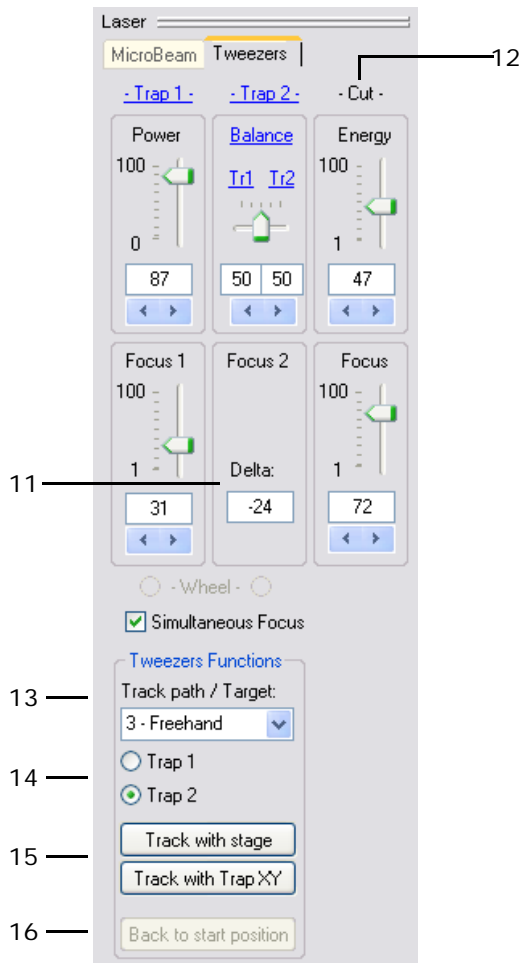 Laser
MicroBeam Tweezers
12
- Trap 1 - - Trap 2 - - Cut -
Power Balance Energy
100 Tr1 Tr2 100
0 1
87 50 50 47
Focus 1 Focus 2 Focus
100 100
1 Delta: 1
11
31 -24 72
- Wheel -
Simultaneous Focus
Tweezers Functions
13 Track path / Target:
3 - Freehand
Trap 1
14
Trap 2
Track with stage
15
Track with Trap XY
16 Back to start position